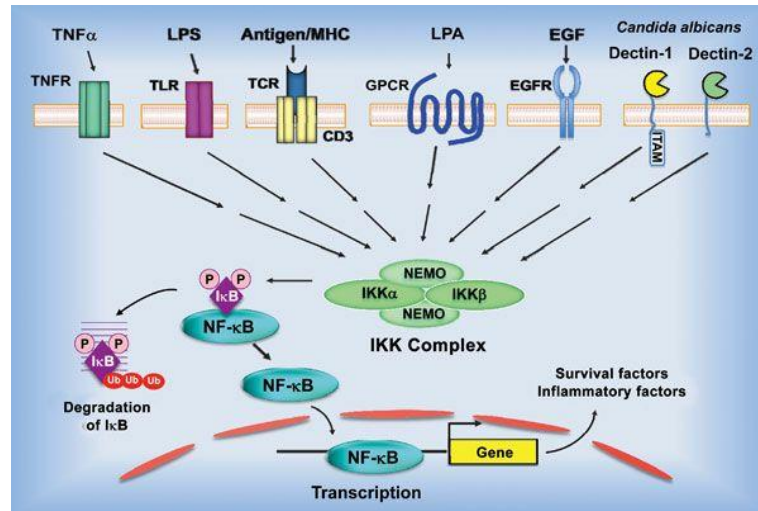 TNFα
LPS
Antigen/MHC
LPA
EGF
Candida albicans
Dectin-1
Dectin-2
TNFR
TLR
TCR
CD3
GPCR
EGFR
ITAM
NEMO
IKKα
IKKβ
NEMO
IKK Complex
P
P
IκB
NF-κB
P
P
IκB
Ub
Ub
Ub
Degradation
of IκB
NF-κB
Survival factors
Inflammatory factors
NF-κB
Gene
Transcription